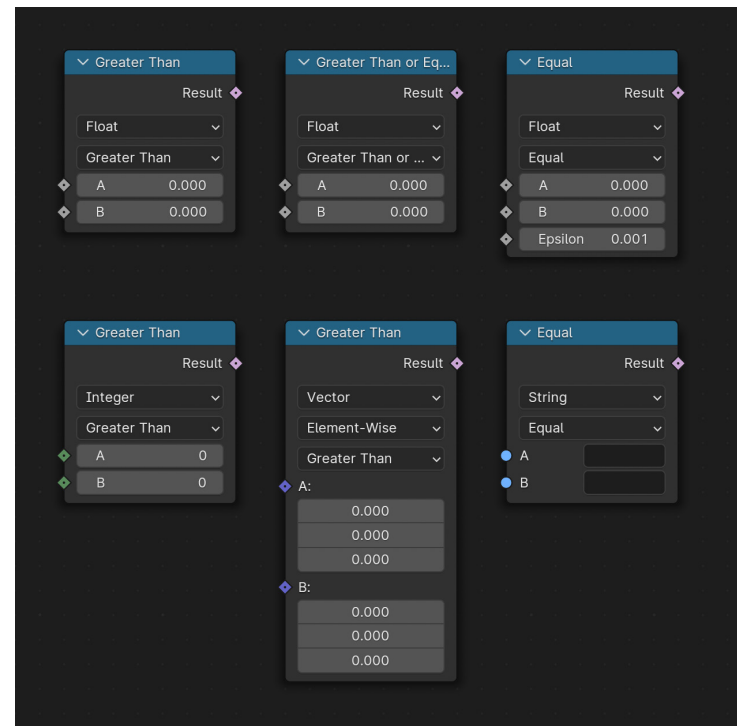 Greater Than
Result
Float
Greater Than
A 0.000
B 0.000
Greater Than or Eq...
Result
Float
Greater Than or ...
A 0.000
B 0.000
Equal
Result
Float
Equal
A 0.000
B 0.000
Epsilon 0.001
Greater Than
Result
Integer
Greater Than
A 0
B 0
Greater Than
Result
Vector
Element-Wise
Greater Than
A:
0.000
0.000
0.000
B:
0.000
0.000
0.000
Equal
Result
String
Equal
A
B